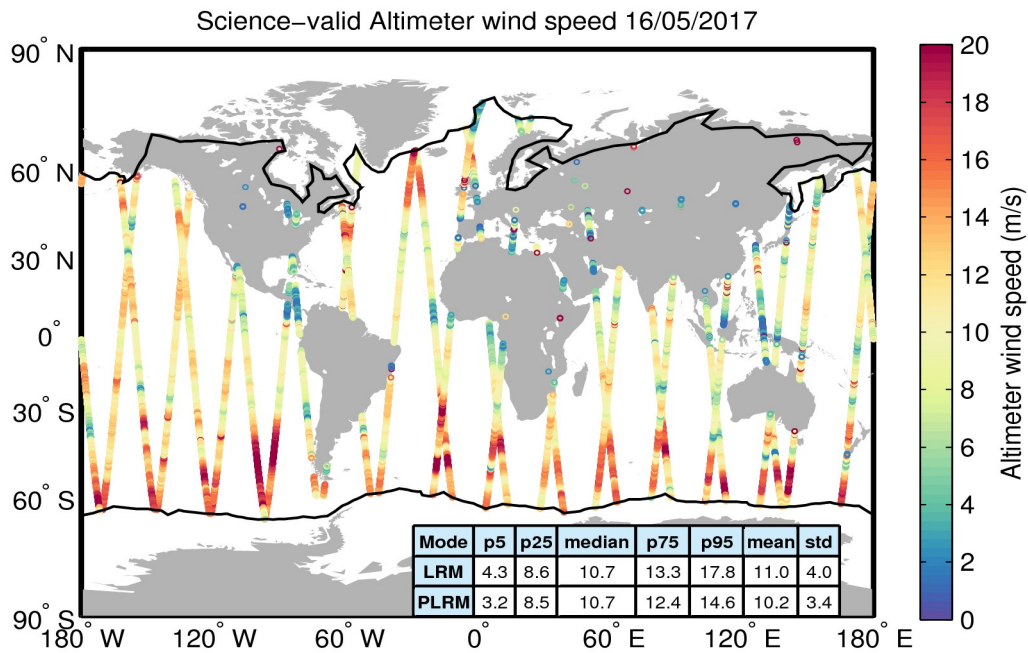 Science−valid Altimeter wind speed 16/05/2017
90° N
60° N
30° N
0°
30° S
60° S
90° S
180° W
120° W
60° W
0°
60° E
120° E
180° E
Mode p5 p25 median p75 p95 mean std
LRM 4.3 8.6 10.7 13.3 17.8 11.0 4.0
PLRM 3.2 8.5 10.7 12.4 14.6 10.2 3.4
20
18
16
14
12
10
8
6
4
2
0
Altimeter wind speed (m/s)